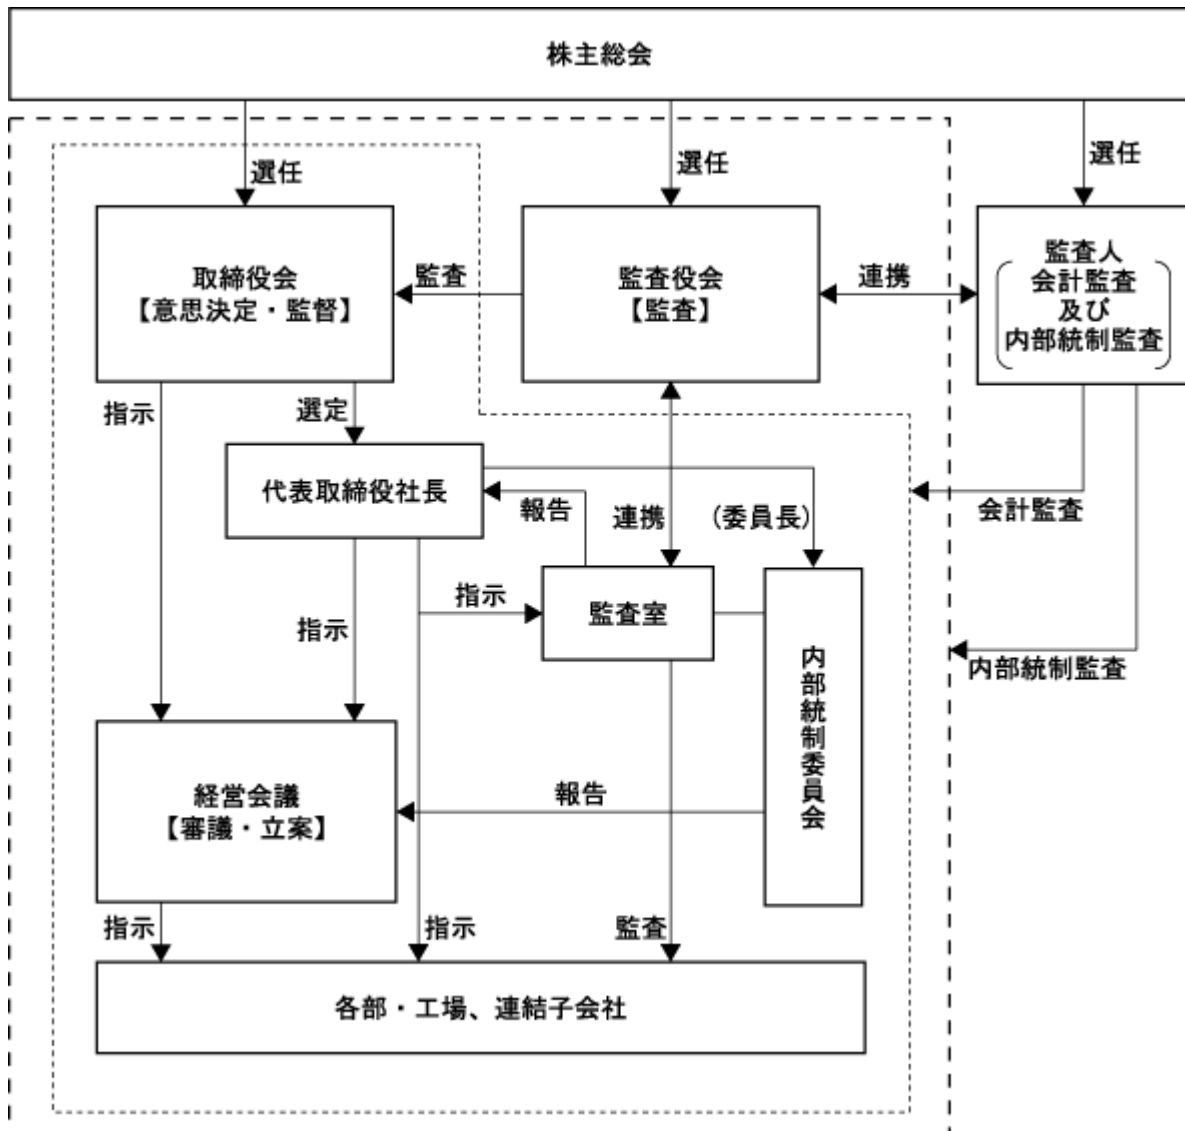 株主総会
選任
選任
選任
取締役会
【意思決定・監督】
監査
監査役会
【監査】
連携
監査人
会計監査
及び
内部統制監査
指示
選定
代表取締役社長
報告
連携
(委員長)
会計監査
指示
指示
監査室
内部統制監査
内部統制委員会
経営会議
【審議・立案】
報告
指示
指示
監査
各部・工場、連結子会社